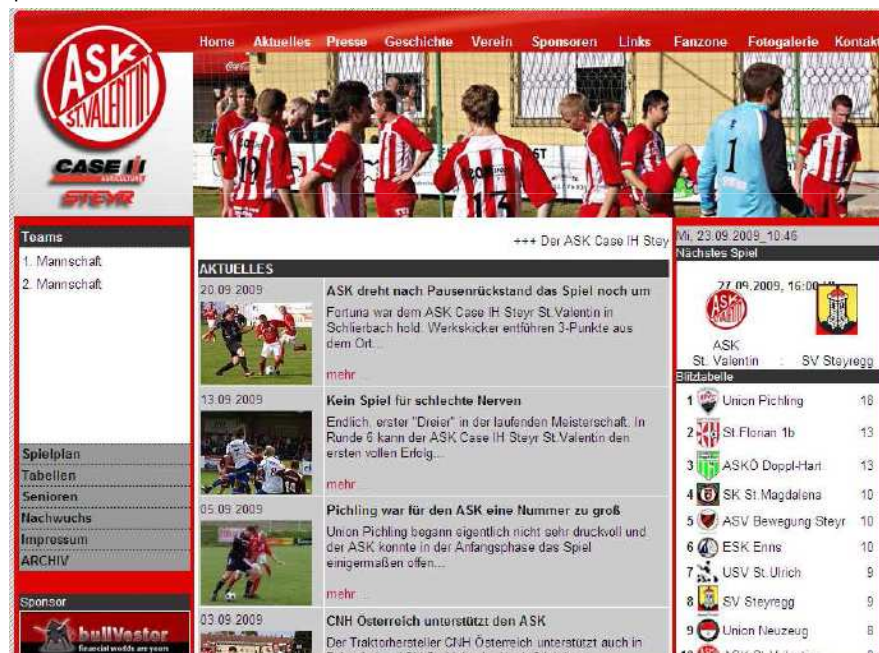 Home Aktuelles Presse Geschichte Verein Sponsoren Links Fanzone Fotogalerie Kontakt
ASK
ST.VALENTIN
CASE IH
AGRICULTURE
STEYR
Teams
1. Mannschaft
2. Mannschaft
Spielplan
Tabellen
Senioren
Nachwuchs
Impressum
ARCHIV
Sponsor
bullVestor
financial worlds are yours
+++ Der ASK Case IH Stey
AKTUELLES
20.09.2009
ASK dreht nach Pausenrückstand das Spiel noch um
Fortuna war dem ASK Case IH Steyr St.Valentin in
Schlierbach hold. Werkskicker entführen 3-Punkte aus
dem Ort...
mehr ...
13.09.2009
Kein Spiel für schlechte Nerven
Endlich, erster "Dreier" in der laufenden Meisterschaft. In
Runde 6 kann der ASK Case IH Steyr St.Valentin den
ersten vollen Erfolg...
mehr ...
05.09.2009
Pichling war für den ASK eine Nummer zu groß
Union Pichling begann eigentlich nicht sehr druckvoll und
der ASK konnte in der Anfangsphase das Spiel
einigermaßen offen...
mehr ...
03.09.2009
CNH Österreich unterstützt den ASK
Der Traktorhersteller CNH Österreich unterstützt auch in
Mi, 23.09.2009_10:46
Nächstes Spiel
27.09.2009, 16:00
ASK
St. Valentin : SV Steyregg
Blitztabelle
1 Union Pichling 18
2 St.Florian 1b 13
3 ASKÖ Doppl-Hart 13
4 SK St.Magdalena 10
5 ASV Bewegung Steyr 10
6 ESK Enns 10
7 USV St.Ulrich 9
8 SV Steyregg 9
9 Union Neuzeug 8